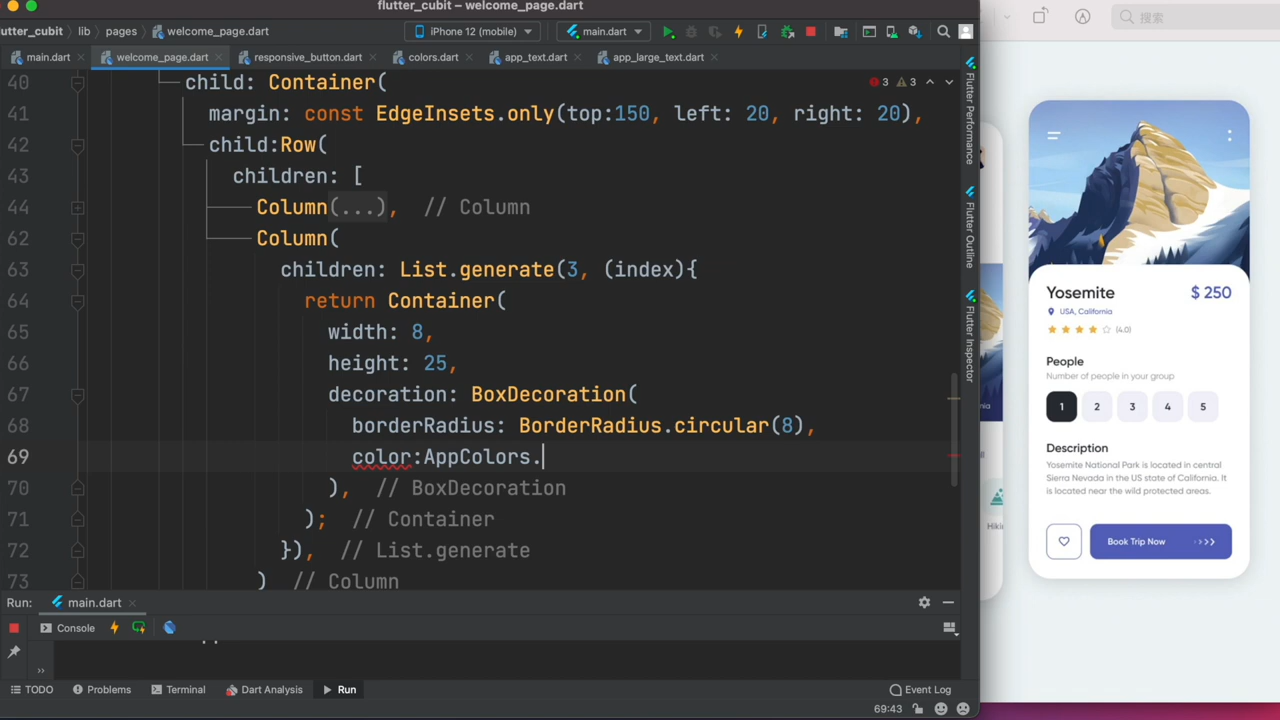 flutter_cubit – welcome_page.dart
utter_cubit
lib
pages
welcome_page.dart
iPhone 12 (mobile)
main.dart
搜索
main.dart
welcome_page.dart
responsive_button.dart
colors.dart
app_text.dart
app_large_text.dart
40 child: Container(
3 3
41 margin: const EdgeInsets.only(top:150, left: 20, right: 20),
42 child:Row(
43 children: [
44 Column(...), // Column
62 Column(
63 children: List.generate(3, (index){
64 return Container(
65 width: 8,
66 height: 25,
67 decoration: BoxDecoration(
68 borderRadius: BorderRadius.circular(8),
69 color:AppColors.
70 ), // BoxDecoration
71 ); // Container
72 }), // List.generate
73 ) // Column
Flutter Performance
Flutter Outline
Flutter Inspector
Yosemite $ 250
USA, California
(4.0)
People
Number of people in your group
1 2 3 4 5
Description
Yosemite National Park is located in central
Sierra Nevada in the US state of California. It
is located near the wild protected areas.
Book Trip Now
Hiki
Run: main.dart
Console
TODO
Problems
Terminal
Dart Analysis
Run
Event Log
69:43